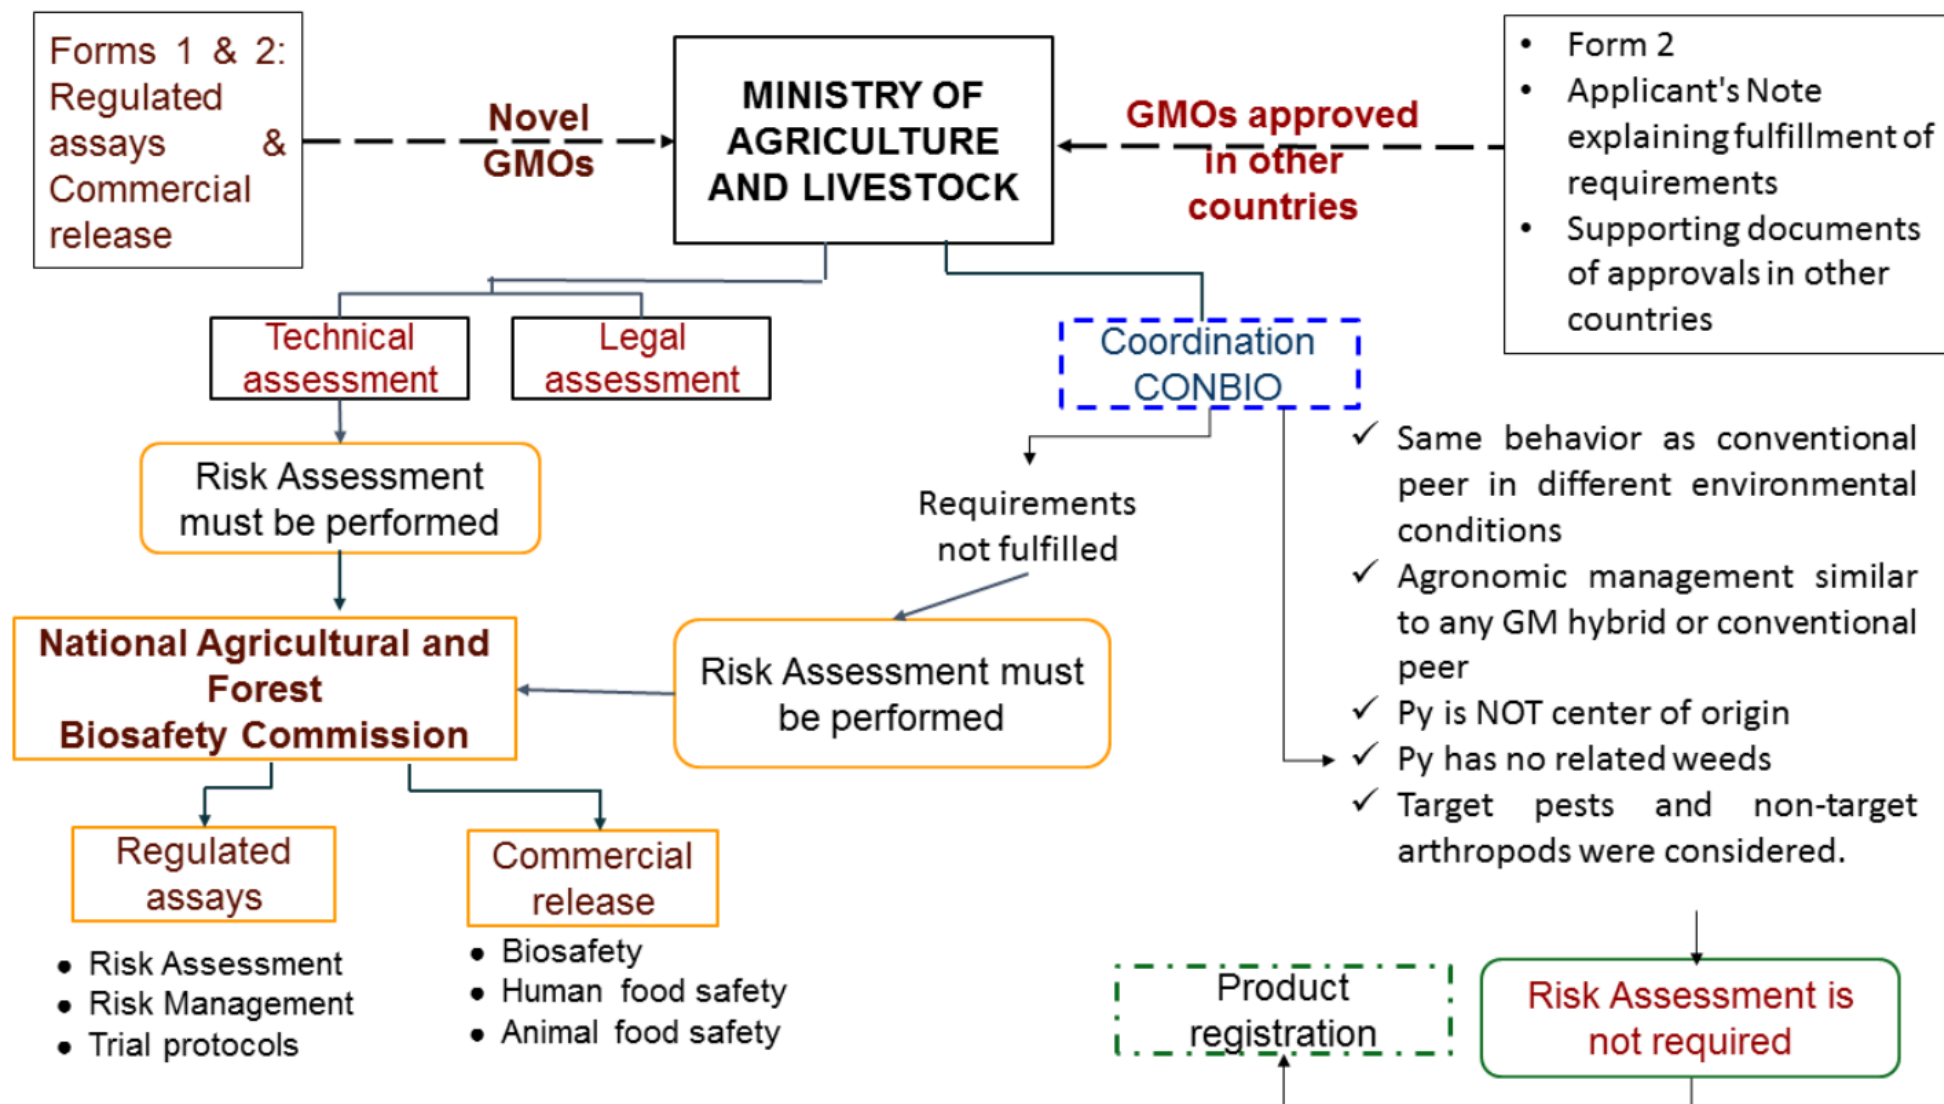 Forms 1 & 2:
Regulated
assays &
Commercial
release
Novel
GMOs
MINISTRY OF
AGRICULTURE
AND LIVESTOCK
GMOs approved
in other
countries
• Form 2
• Applicant's Note
explaining fulfillment of
requirements
• Supporting documents
of approvals in other
countries
Technical
assessment
Legal
assessment
Coordination
CONBIO
Risk Assessment
must be performed
Requirements
not fulfilled
✓ Same behavior as conventional
peer in different environmental
conditions
✓ Agronomic management similar
to any GM hybrid or conventional
peer
✓ Py is NOT center of origin
✓ Py has no related weeds
✓ Target pests and non-target
arthropods were considered.
National Agricultural and
Forest
Biosafety Commission
Risk Assessment must
be performed
Regulated
assays
Commercial
release
• Risk Assessment
• Risk Management
• Trial protocols
• Biosafety
• Human food safety
• Animal food safety
Product
registration
Risk Assessment is
not required